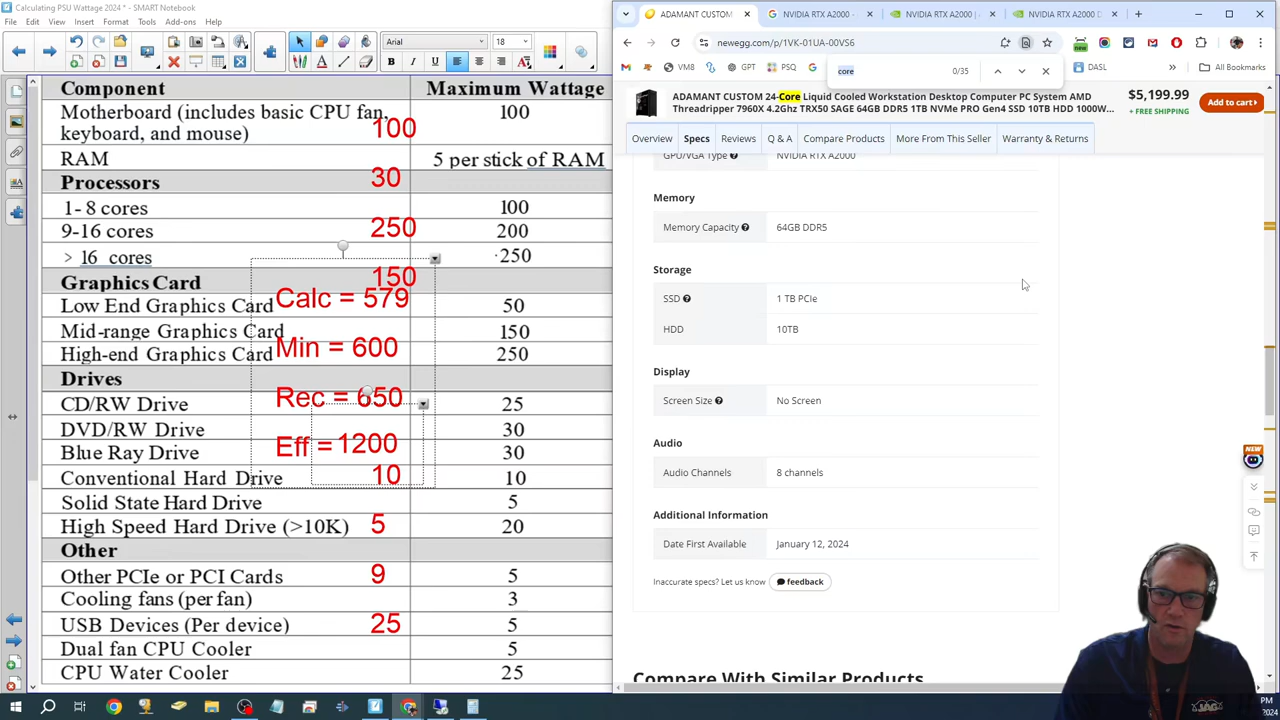 Calculating PSU Wattage 2024 * - SMART Notebook
File Edit View Insert Format Tools Add-ons Help
Arial 18
Component Maximum Wattage
Motherboard (includes basic CPU fan, 100
keyboard, and mouse) 100
RAM 5 per stick of RAM
Processors 30
1- 8 cores 100
9-16 cores 250 200
> 16 cores ·250
Graphics Card 150
Calc = 579
Low End Graphics Card 50
Mid-range Graphics Card 150
Min = 600
High-end Graphics Card 250
Drives
Rec = 650
CD/RW Drive 25
DVD/RW Drive 30
Eff = 1200
Blue Ray Drive 30
Conventional Hard Drive 10 10
Solid State Hard Drive 5
High Speed Hard Drive (>10K) 5 20
Other
Other PCIe or PCI Cards 9 5
Cooling fans (per fan) 3
USB Devices (Per device) 25 5
Dual fan CPU Cooler 5
CPU Water Cooler 25
ADAMANT CUSTOM NVIDIA RTX A2000 - NVIDIA RTX A2000 | NVIDIA RTX A2000 D
newegg.com/p/1VK-01UA-00VS6
VM8 GPT PSQ DASL All Bookmarks
core 0/35
ADAMANT CUSTOM 24-Core Liquid Cooled Workstation Desktop Computer PC System AMD
Threadripper 7960X 4.2Ghz TRX50 SAGE 64GB DDR5 1TB NVMe PRO Gen4 SSD 10TB HDD 1000W...
$5,199.99
+ FREE SHIPPING
Add to cart
Overview Specs Reviews Q & A Compare Products More From This Seller Warranty & Returns
GPU/VGA Type NVIDIA RTX A2000
Memory
Memory Capacity 64GB DDR5
Storage
SSD 1 TB PCIe
HDD 10TB
Display
Screen Size No Screen
Audio
Audio Channels 8 channels
Additional Information
Date First Available January 12, 2024
Inaccurate specs? Let us know feedback
Compare With Similar Products
NEW
PM
2024
JAG